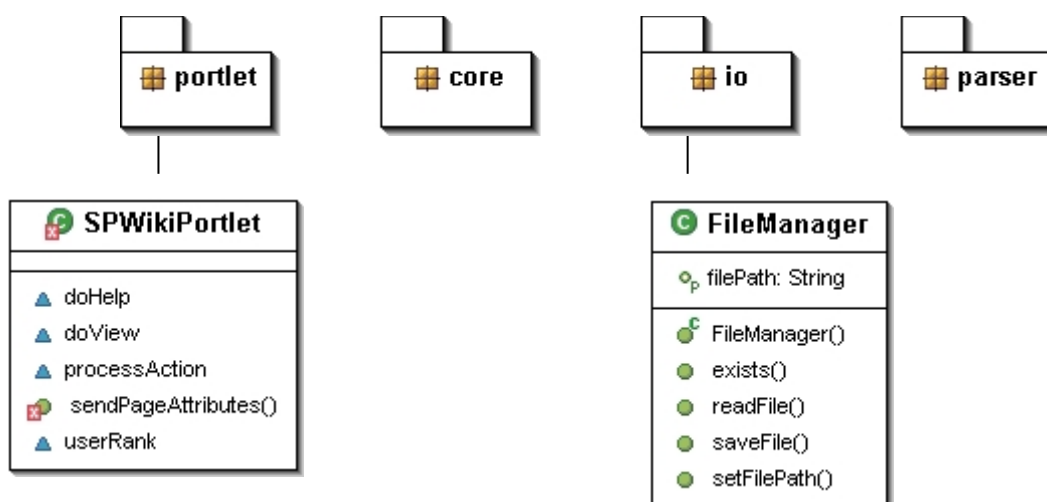 portlet
core
io
parser
SPWikiPortlet
doHelp
doView
processAction
sendPageAttributes()
userRank
FileManager
filePath: String
FileManager()
exists()
readFile()
saveFile()
setFilePath()